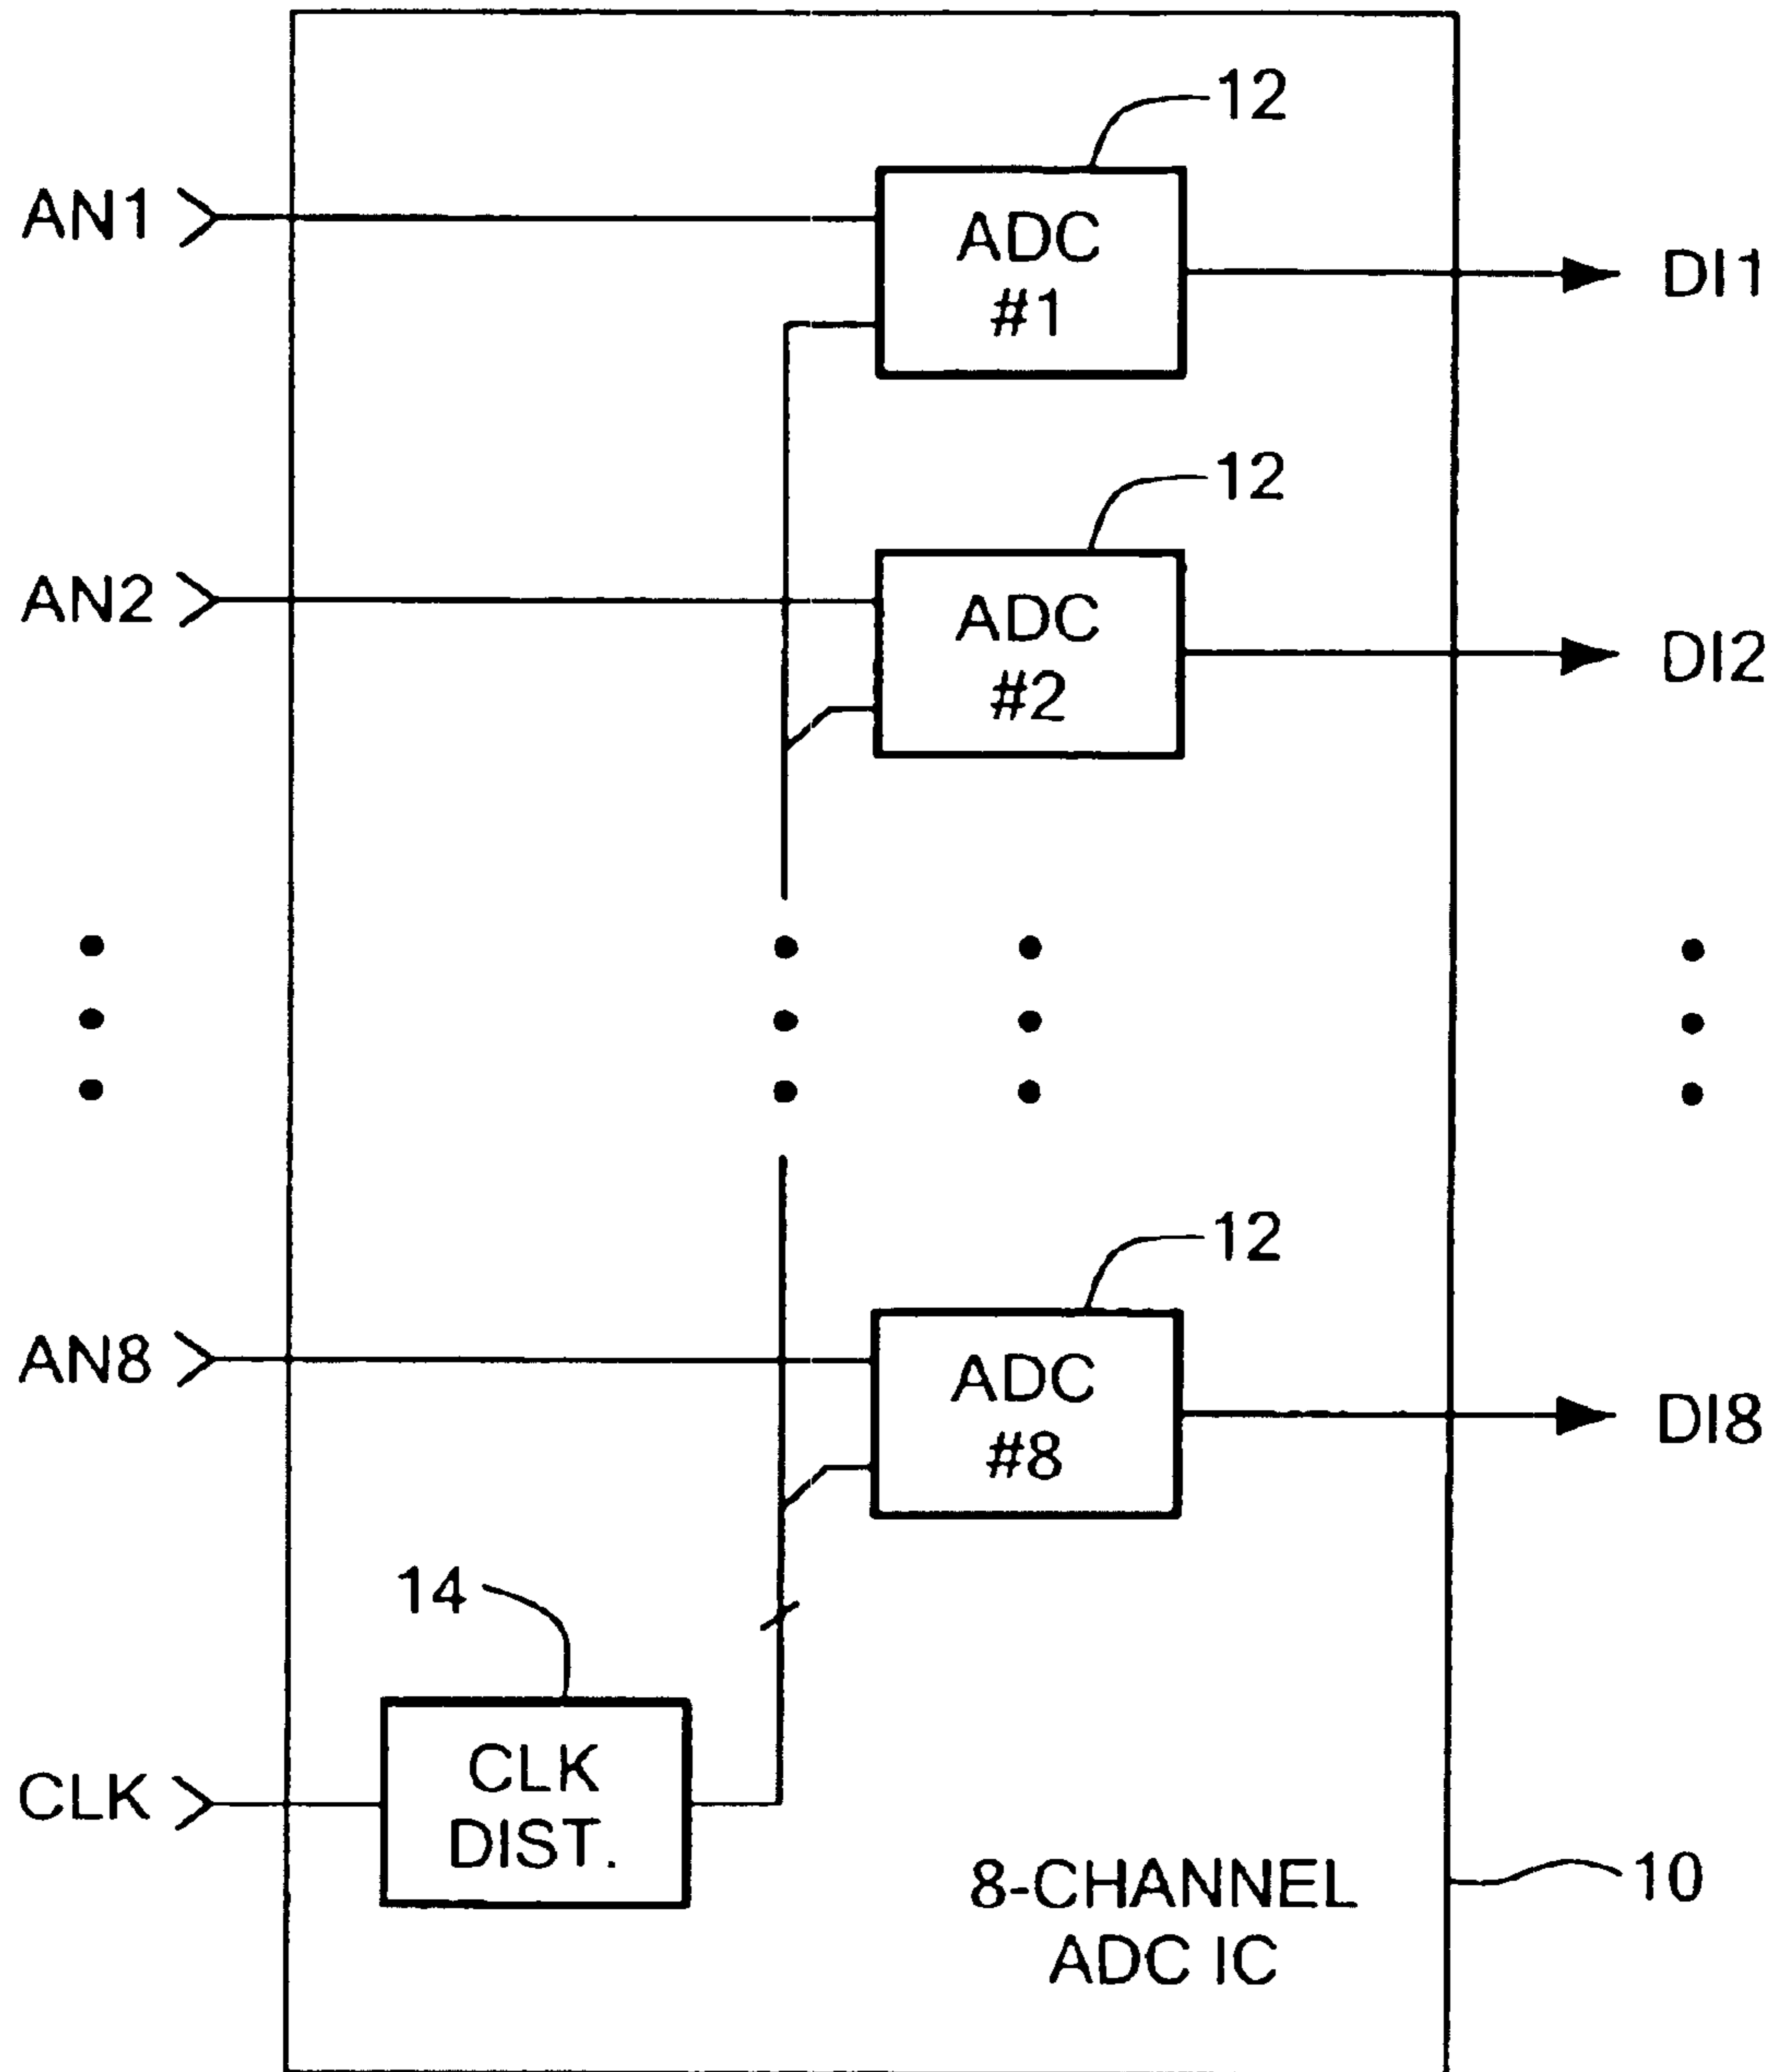 12
AN1
ADC
#1
DI1
12
AN2
ADC
#2
DI2
12
AN8
ADC
#8
DI8
14
CLK
CLK
DIST.
8-CHANNEL
ADC IC
10